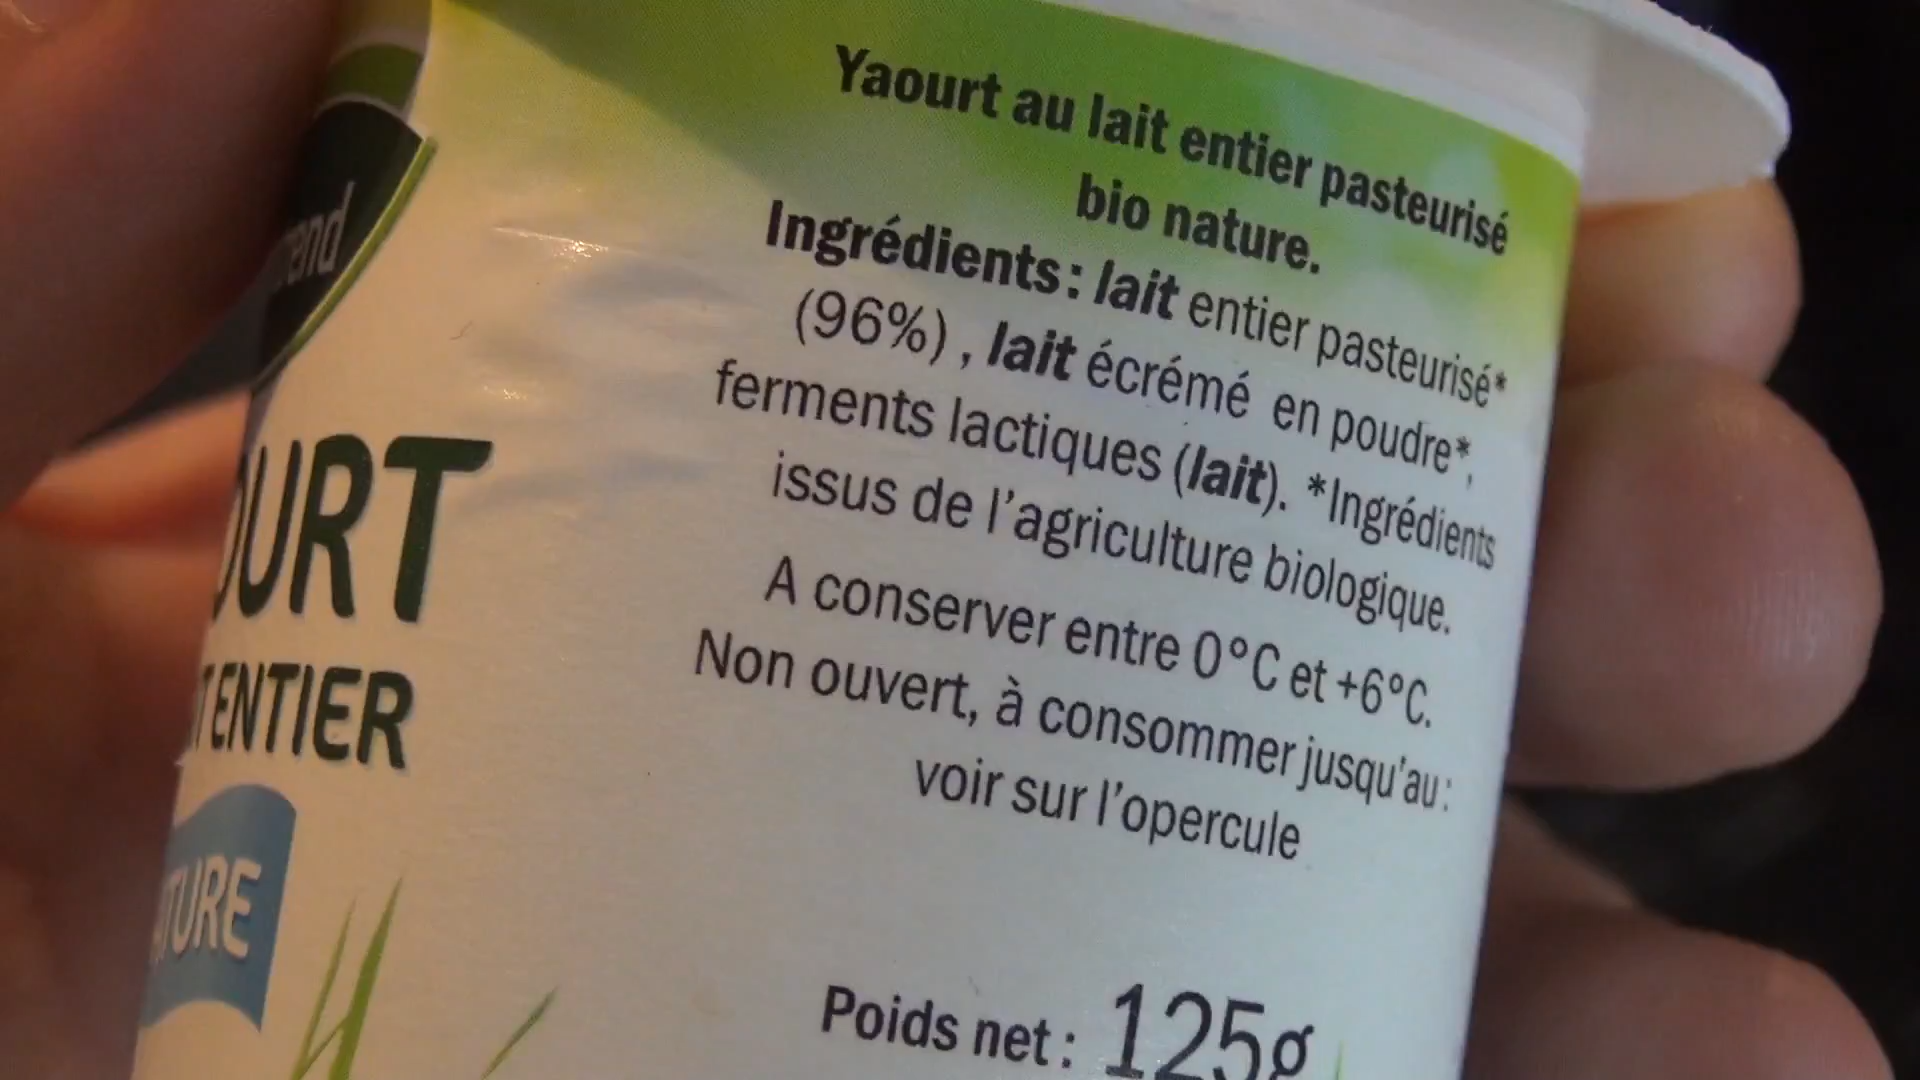 Yaourt au lait entier pasteurisé
bio nature.
Ingrédients : lait entier pasteurisé*
(96%) , lait écrémé en poudre*,
ferments lactiques (lait). *Ingrédients
issus de l'agriculture biologique.
A conserver entre 0°C et +6°C.
Non ouvert, à consommer jusqu'au :
voir sur l'opercule
Poids net : 125g
rend
OURT
T ENTIER
TURE